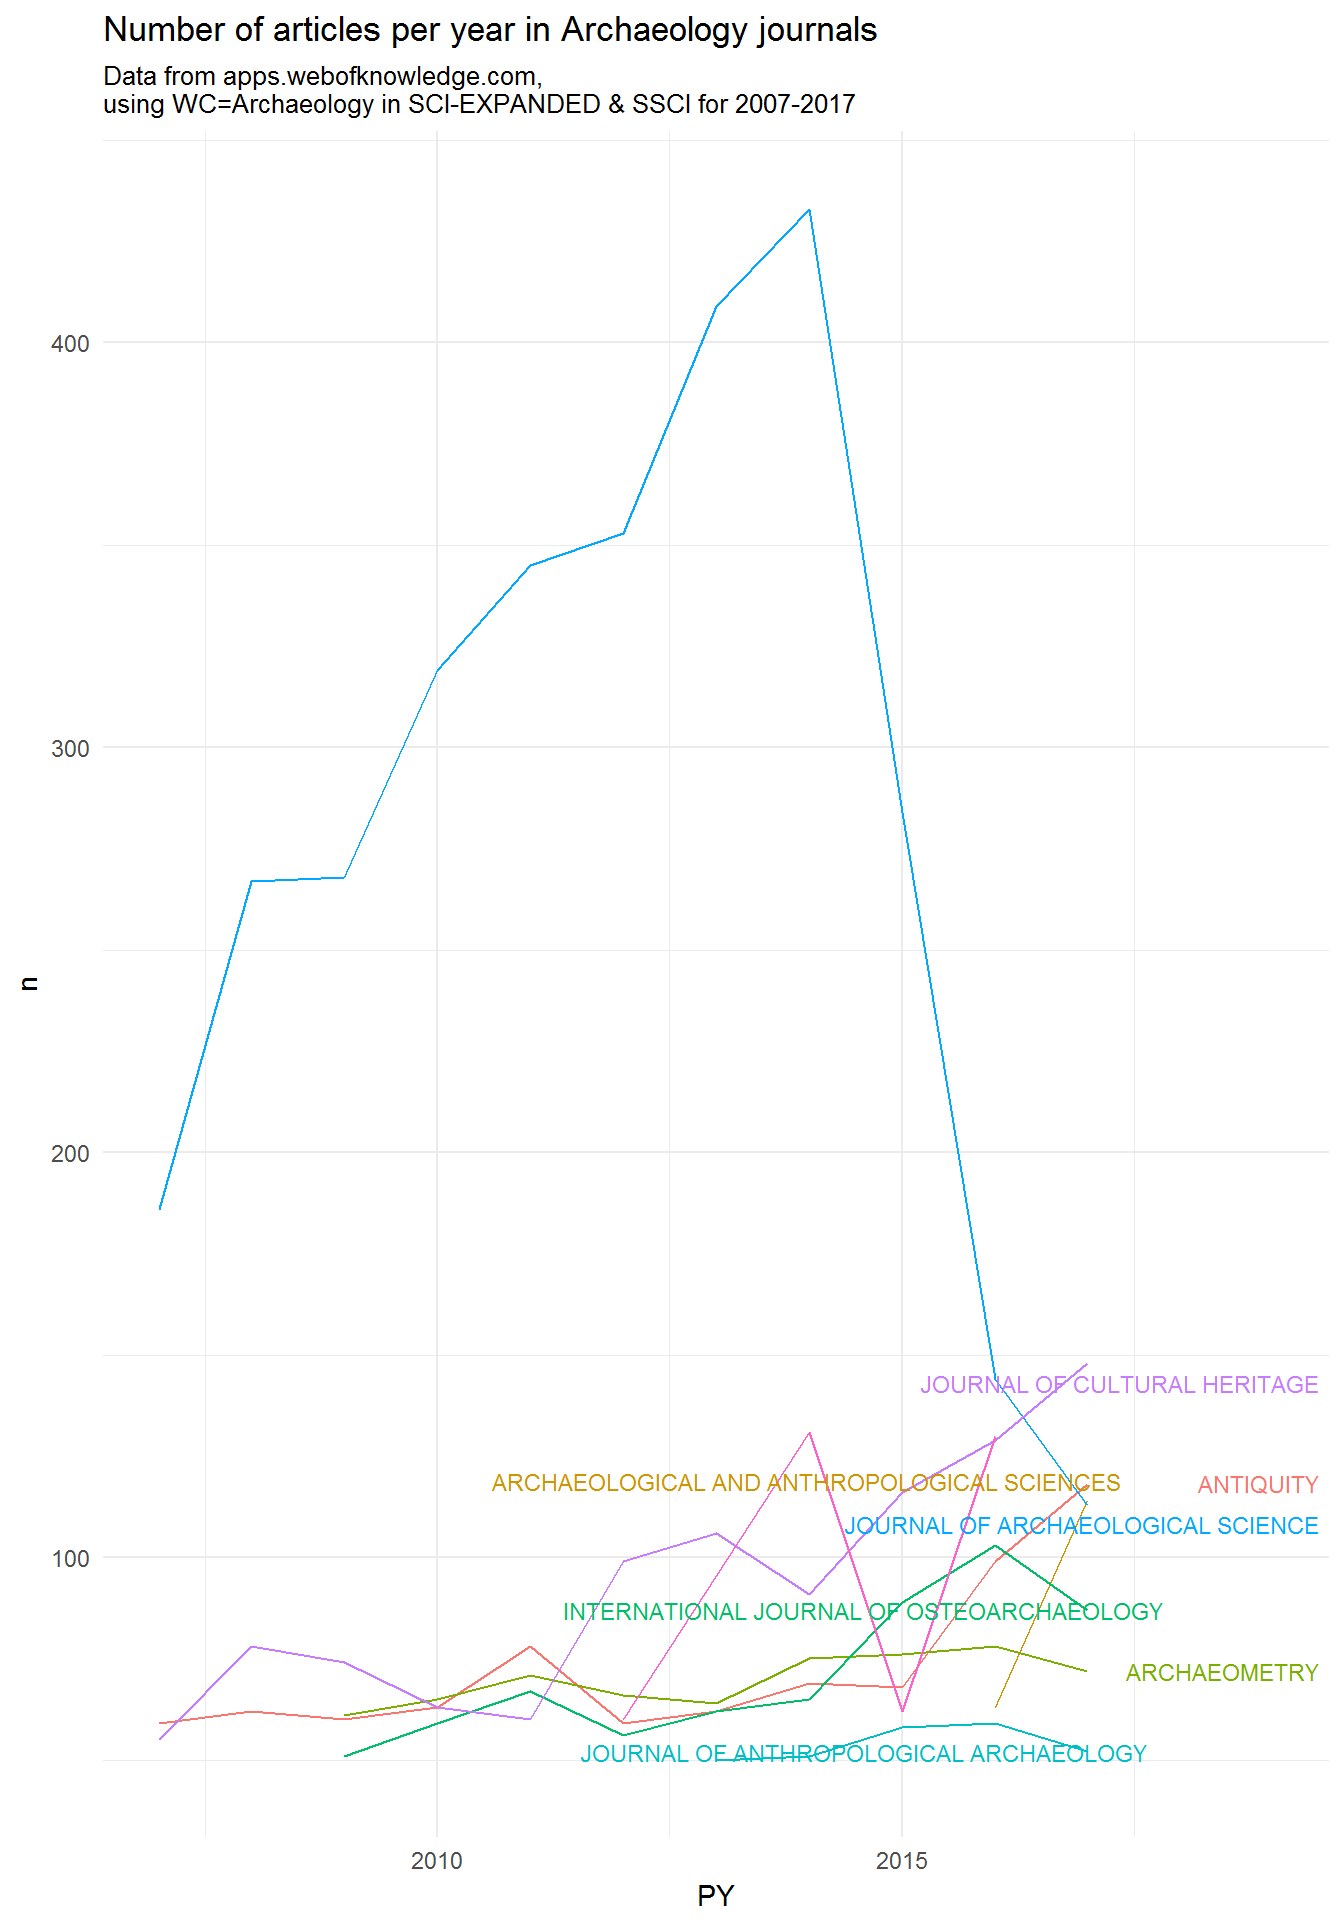 Number of articles per year in Archaeology journals
Data from apps.webofknowledge.com,
using WC=Archaeology in SCI-EXPANDED & SSCI for 2007-2017
400
300
200
100
n
JOURNAL OF CULTURAL HERITAGE
ARCHAEOLOGICAL AND ANTHROPOLOGICAL SCIENCES
ANTIQUITY
JOURNAL OF ARCHAEOLOGICAL SCIENCE
INTERNATIONAL JOURNAL OF OSTEOARCHAEOLOGY
ARCHAEOMETRY
JOURNAL OF ANTHROPOLOGICAL ARCHAEOLOGY
2010
2015
PY